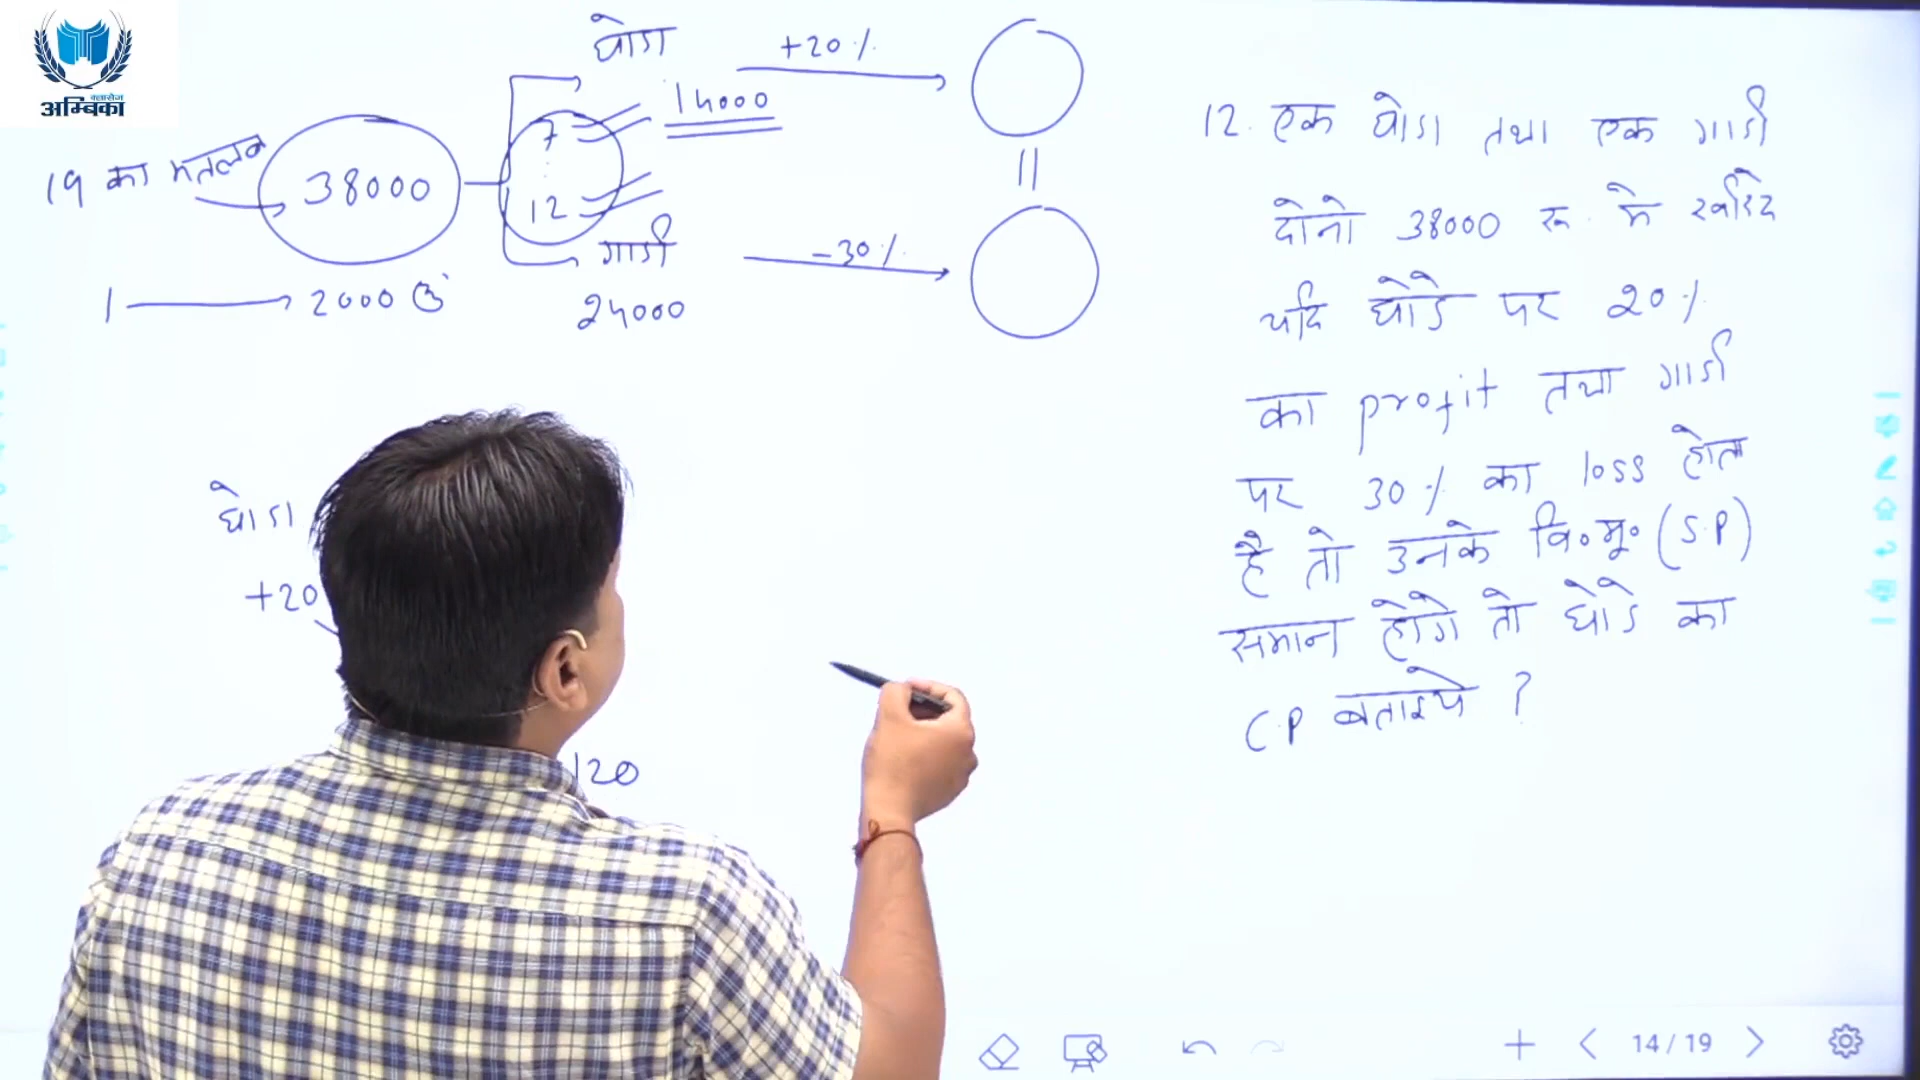 क्लासेज
अम्बिका
घोडा
+20%
14000
7
19 का मतलब
38000
12
गाडी
-30%
24000
1
2000
घोडा
+20
120
12. एक घोडा तथा एक गाडी
दोनो 38000 रू. मे खरीदे
यदि घोडे पर 20%
का profit तथा गाडी
पर 30% का loss होता
है तो उनके वि०मू० (S.P)
समान होगे तो घोडे का
C.P बताइये ?
14/19